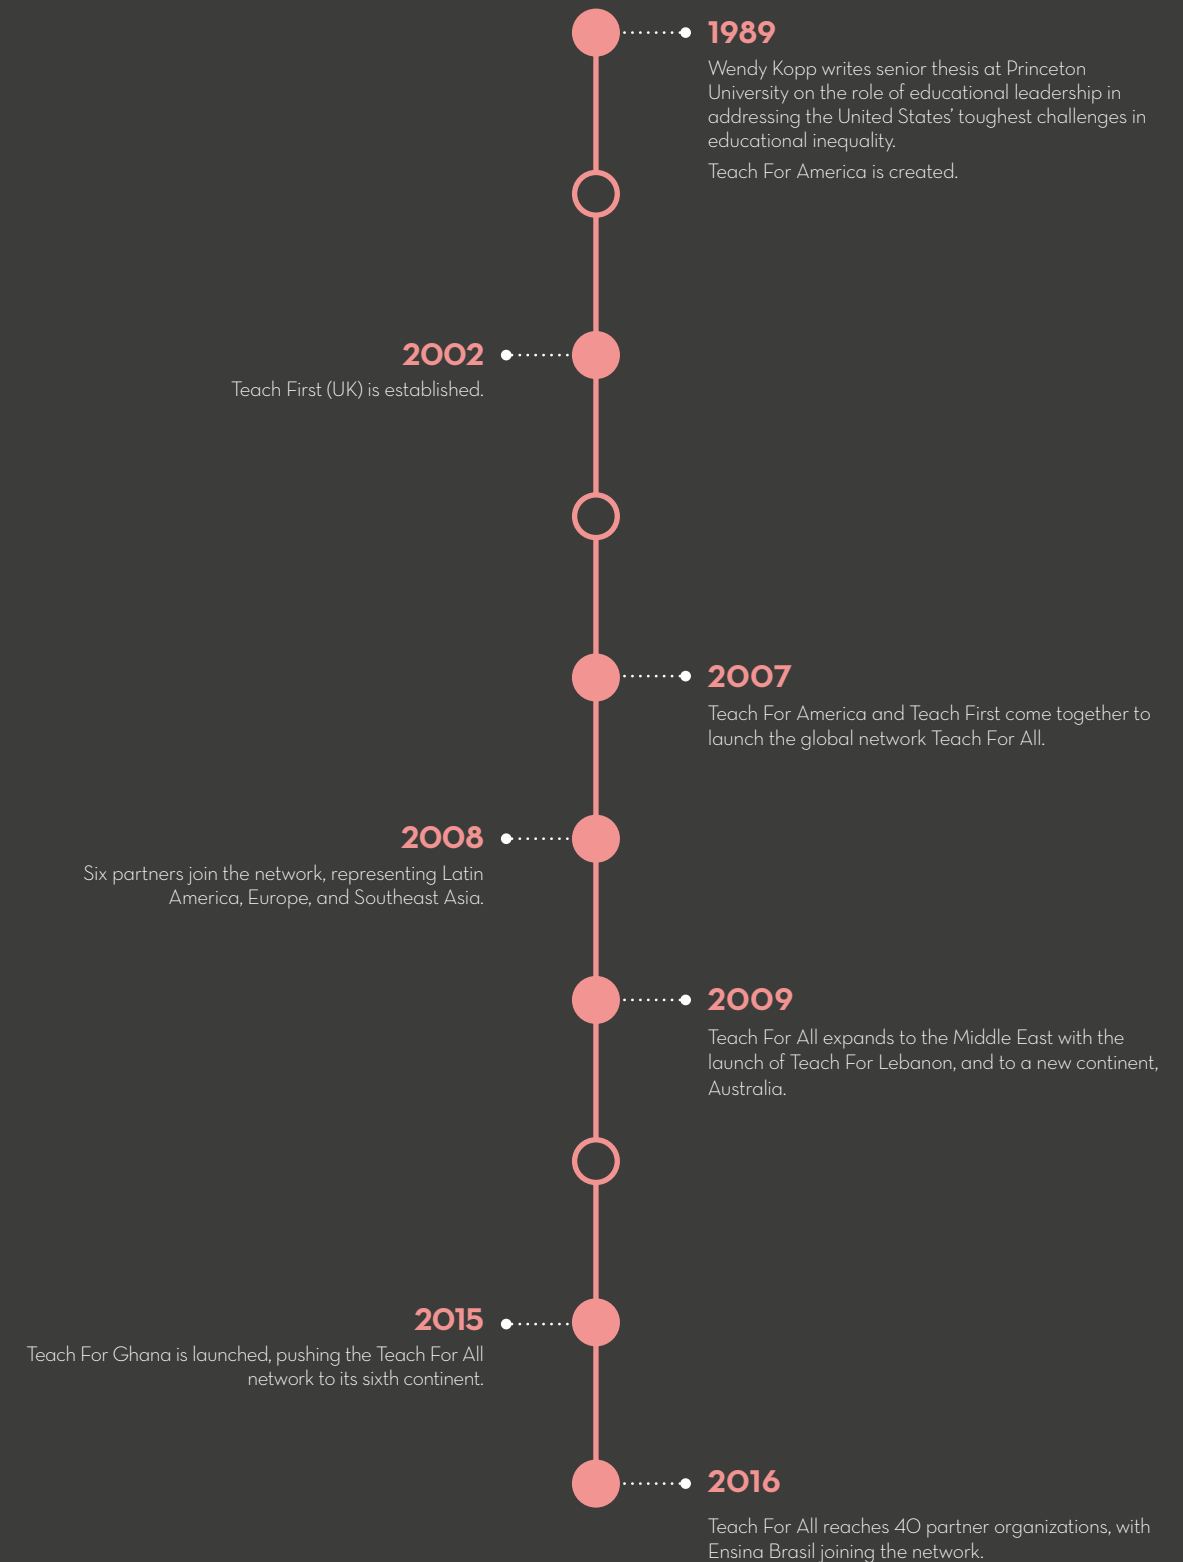 1989
Wendy Kopp writes senior thesis at Princeton
University on the role of educational leadership in
addressing the United States’ toughest challenges in
educational inequality.
Teach For America is created.
2002
Teach First (UK) is established.
2007
Teach For America and Teach First come together to
launch the global network Teach For All.
2008
Six partners join the network, representing Latin
America, Europe, and Southeast Asia.
2009
Teach For All expands to the Middle East with the
launch of Teach For Lebanon, and to a new continent,
Australia.
2015
Teach For Ghana is launched, pushing the Teach For All
network to its sixth continent.
2016
Teach For All reaches 40 partner organizations, with
Ensina Brasil joining the network.